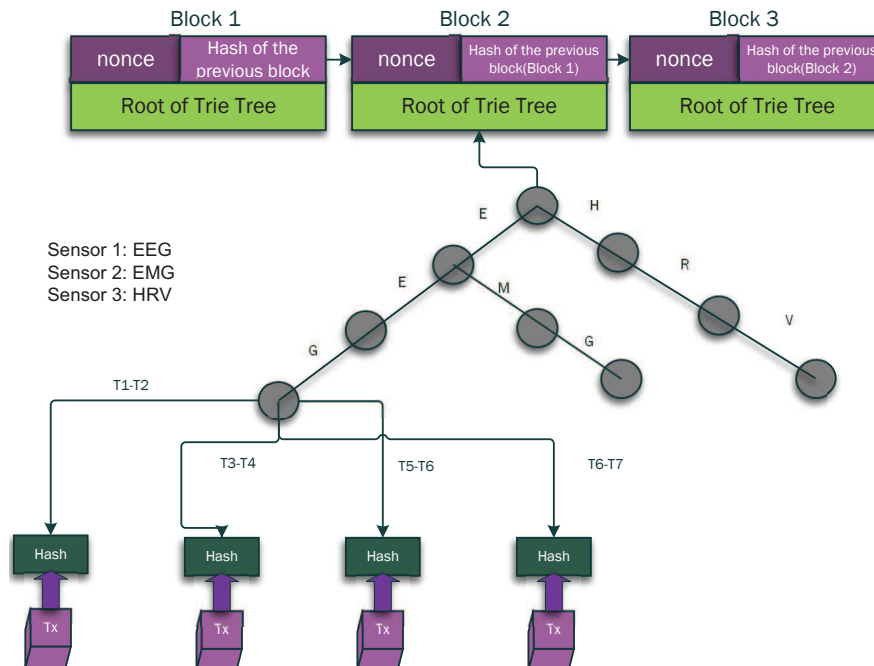 Block 1
Block 2
Block 3
nonce
Hash of the
previous block
nonce
Hash of the previous
block(Block 1)
nonce
Hash of the previous
block(Block 2)
Root of Trie Tree
Root of Trie Tree
Root of Trie Tree
E
H
Sensor 1: EEG
Sensor 2: EMG
Sensor 3: HRV
E
M
R
G
G
V
T1-T2
T3-T4
T5-T6
T6-T7
Hash
Hash
Hash
Hash
Tx
Tx
Tx
Tx